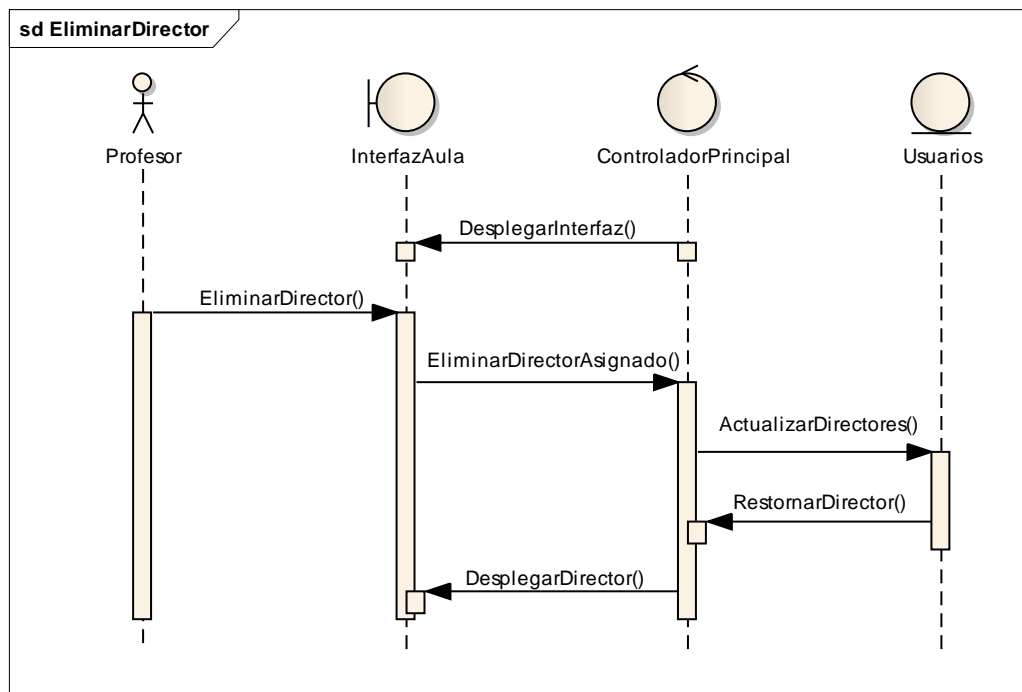 sd EliminarDirector
Profesor
InterfazAula
ControladorPrincipal
Usuarios
DesplegarInterfaz()
EliminarDirector()
EliminarDirectorAsignado()
ActualizarDirectores()
RestornarDirector()
DesplegarDirector()